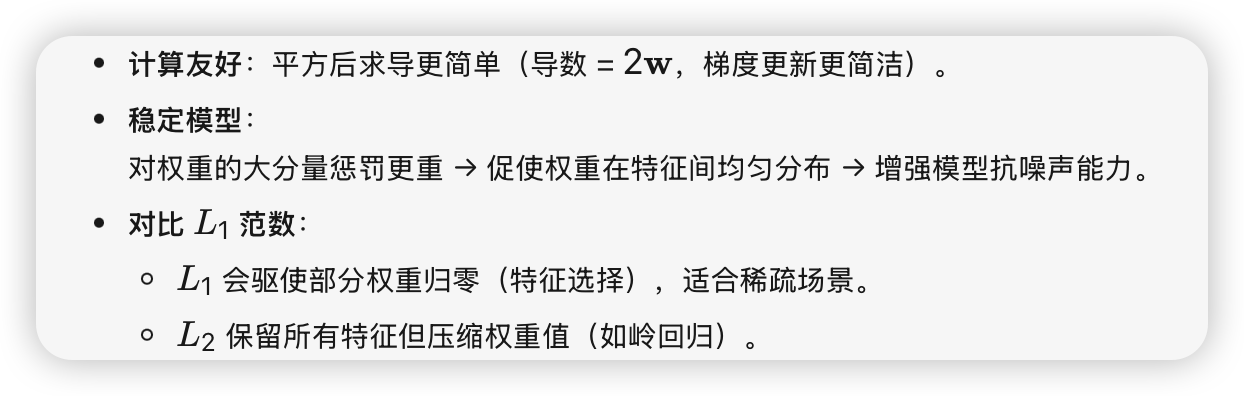 • 计算友好：平方后求导更简单（导数 = 2w，梯度更新更简洁）。
• 稳定模型：
对权重的大分量惩罚更重 → 促使权重在特征间均匀分布 → 增强模型抗噪声能力。
• 对比 L₁ 范数：
◦ L₁ 会驱使部分权重归零（特征选择），适合稀疏场景。
◦ L₂ 保留所有特征但压缩权重值（如岭回归）。